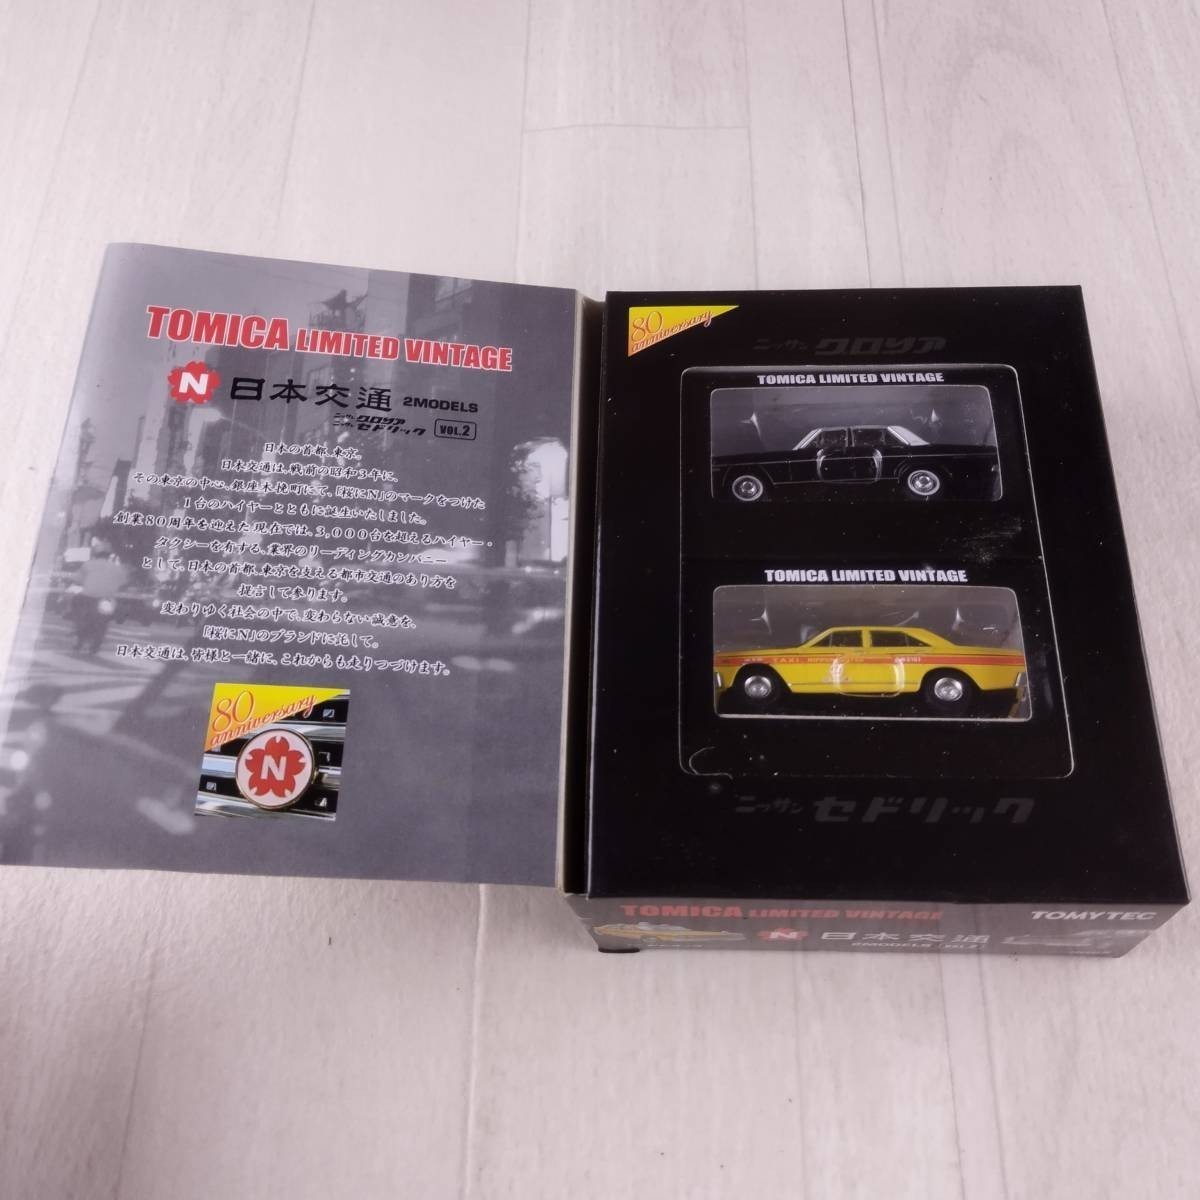 TOMICA LIMITED VINTAGE
N 日本交通 2MODELS
ニッサン グロリア
ニッサン セドリック VOL.2
日本の首都、東京。
日本交通は、戦前の昭和3年に、
その東京の中心、銀座木挽町にて、「桜にN」のマークをつけた
1台のハイヤーとともに誕生いたしました。
創業80周年を迎えた現在では、3,000台を超えるハイヤー・
タクシーを有する、業界のリーディングカンパニー
として、日本の首都、東京を支える都市交通のあり方を
提言して参ります。
変わりゆく社会の中で、変わらない誠意を、
「桜にN」のブランドに託して。
日本交通は、皆様と一緒に、これからも走りつづけます。
80
anniversary
N
80
anniversary
ニッサン グロリア
TOMICA LIMITED VINTAGE
TOMICA LIMITED VINTAGE
TAXI
ニッサン セドリック
TOMICA LIMITED VINTAGE
TOMYTEC
N 日本交通
2MODELS VOL.2